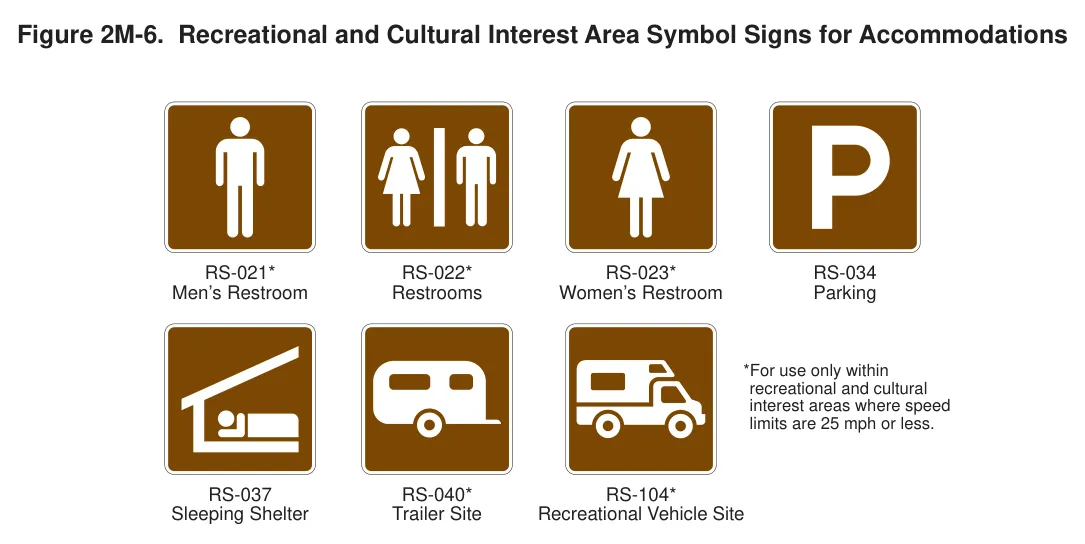 Figure 2M-6. Recreational and Cultural Interest Area Symbol Signs for Accommodations
P
RS-021*
Men’s Restroom
RS-022*
Restrooms
RS-023*
Women’s Restroom
RS-034
Parking
RS-037
Sleeping Shelter
RS-040*
Trailer Site
RS-104*
Recreational Vehicle Site
*For use only within
recreational and cultural
interest areas where speed
limits are 25 mph or less.